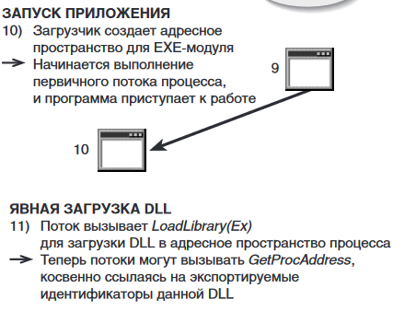 ЗАПУСК ПРИЛОЖЕНИЯ
10) Загрузчик создает адресное
пространство для EXE-модуля
Начинается выполнение
первичного потока процесса,
и программа приступает к работе
9
10
ЯВНАЯ ЗАГРУЗКА DLL
11) Поток вызывает LoadLibrary(Ex)
для загрузки DLL в адресное пространство процесса
Теперь потоки могут вызывать GetProcAddress,
косвенно ссылаясь на экспортируемые
идентификаторы данной DLL